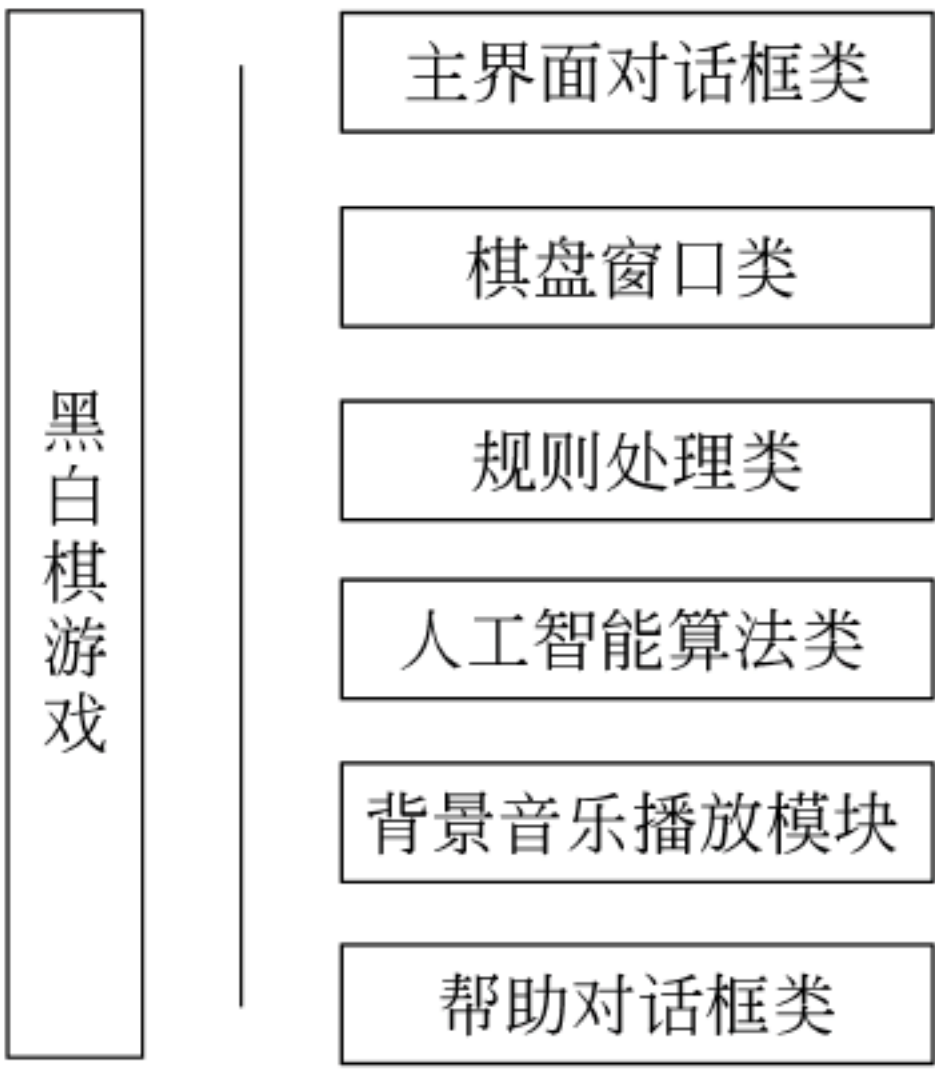 黑白棋游戏
主界面对话框类
棋盘窗口类
规则处理类
人工智能算法类
背景音乐播放模块
帮助对话框类